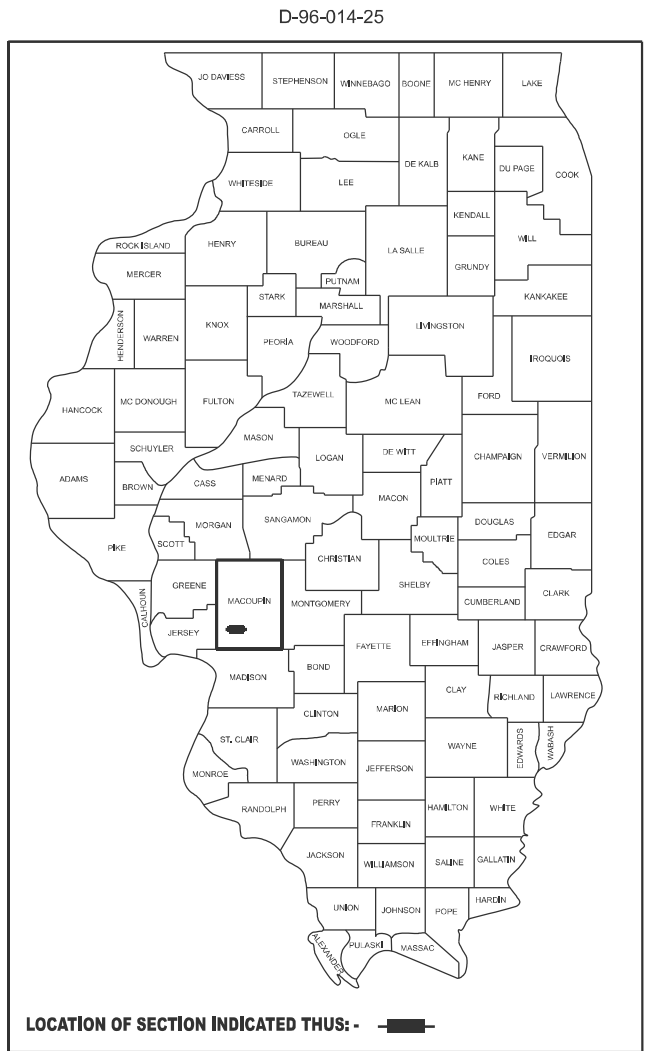 D-96-014-25
JO DAVIESS
STEPHENSON
WINNEBAGO
BOONE
MC HENRY
LAKE
CARROLL
OGLE
DE KALB
KANE
DU PAGE
COOK
WHITESIDE
LEE
KENDALL
WILL
ROCK ISLAND
HENRY
BUREAU
LA SALLE
GRUNDY
MERCER
PUTNAM
STARK
MARSHALL
KANKAKEE
HENDERSON
WARREN
KNOX
PEORIA
WOODFORD
LIVINGSTON
IROQUOIS
HANCOCK
MC DONOUGH
FULTON
TAZEWELL
MC LEAN
FORD
SCHUYLER
MASON
LOGAN
DE WITT
CHAMPAIGN
VERMILION
ADAMS
BROWN
CASS
MENARD
MACON
PIATT
PIKE
SCOTT
MORGAN
SANGAMON
CHRISTIAN
MOULTRIE
DOUGLAS
EDGAR
COLES
CALHOUN
GREENE
MACOUPIN
MONTGOMERY
SHELBY
CUMBERLAND
CLARK
JERSEY
FAYETTE
EFFINGHAM
JASPER
CRAWFORD
MADISON
BOND
CLAY
RICHLAND
LAWRENCE
CLINTON
MARION
ST. CLAIR
WAYNE
EDWARDS
WABASH
MONROE
WASHINGTON
JEFFERSON
RANDOLPH
PERRY
HAMILTON
WHITE
FRANKLIN
JACKSON
WILLIAMSON
SALINE
GALLATIN
UNION
JOHNSON
POPE
HARDIN
ALEXANDER
PULASKI
MASSAC
LOCATION OF SECTION INDICATED THUS: -